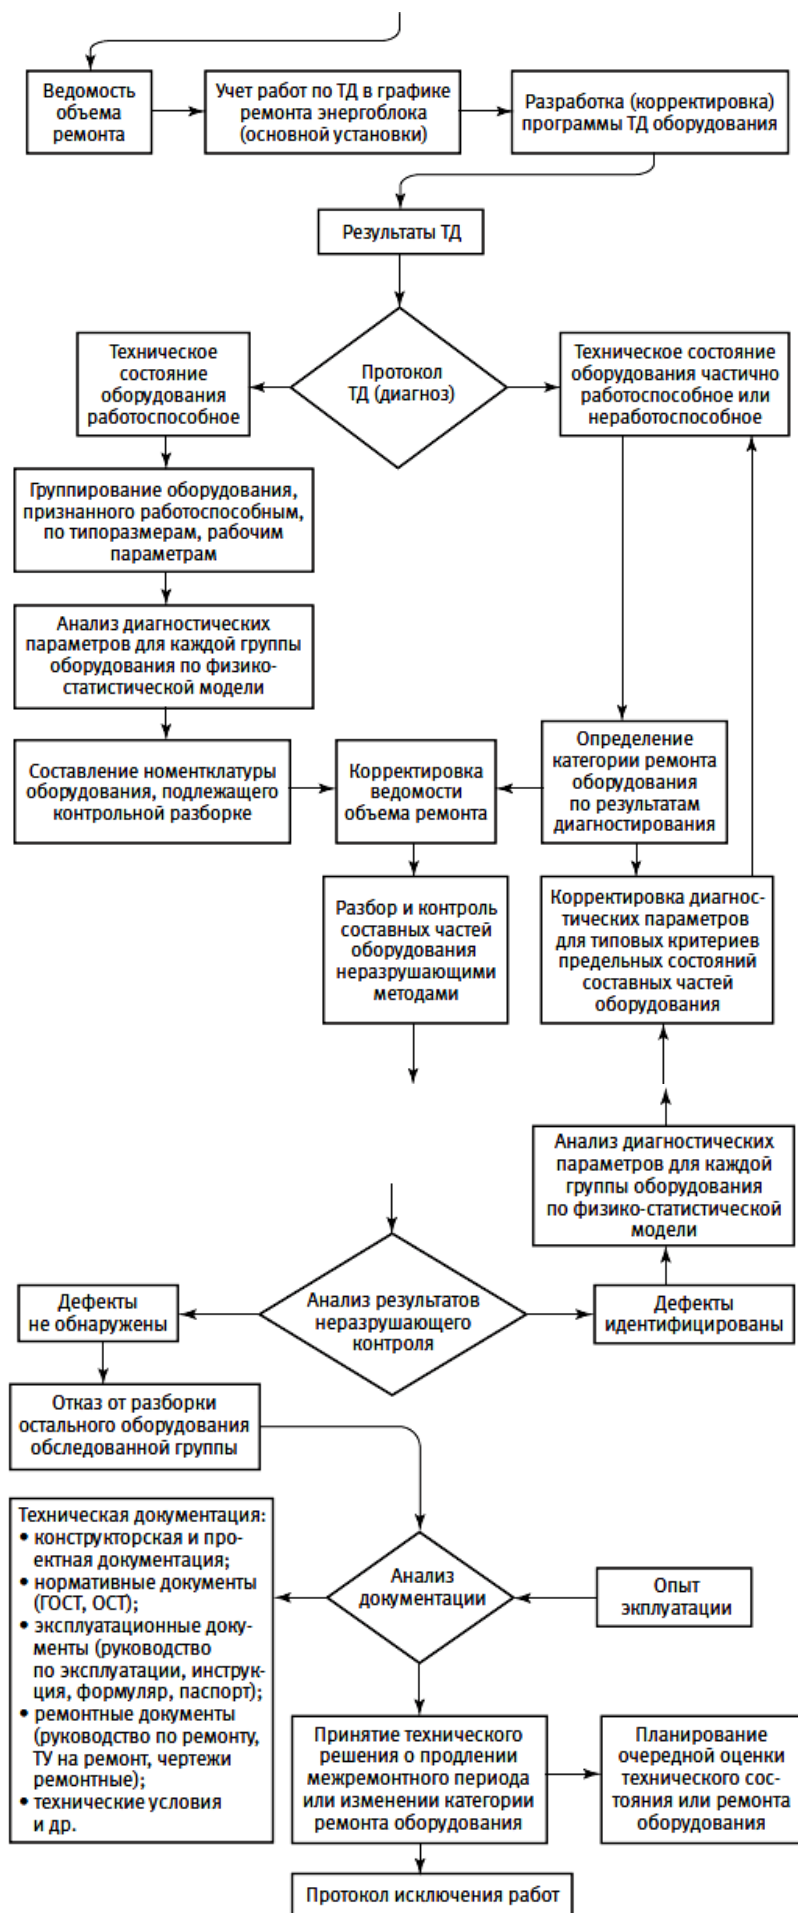 Ведомость
объема
ремонта
Учет работ по ТД в графике
ремонта энергоблока
(основной установки)
Разработка (корректировка)
программы ТД оборудования
Результаты ТД
Техническое
состояние
оборудования
работоспособное
Протокол
ТД (диагноз)
Техническое состояние
оборудования частично
работоспособное или
неработоспособное
Группирование оборудования,
признанного работоспособным,
по типоразмерам, рабочим
параметрам
Анализ диагностических
параметров для каждой группы
оборудования по физико-
статистической модели
Составление номентклатуры
оборудования, подлежащего
контрольной разборке
Корректировка
ведомости
объема ремонта
Определение
категории ремонта
оборудования
по результатам
диагностирования
Разбор и контроль
составных частей
оборудования
неразрушающими
методами
Корректировка диагнос-
тических параметров
для типовых критериев
предельных состояний
составных частей
оборудования
Анализ диагностических
параметров для каждой
группы оборудования
по физико-статистической
модели
Дефекты
не обнаружены
Анализ результатов
неразрушающего
контроля
Дефекты
идентифицированы
Отказ от разборки
остального оборудования
обследованной группы
Техническая документация:
• конструкторская и про-
ектная документация;
• нормативные документы
(ГОСТ, ОСТ);
• эксплуатационные доку-
менты (руководство
по эксплуатации, инструк-
ция, формуляр, паспорт);
• ремонтные документы
(руководство по ремонту,
ТУ на ремонт, чертежи
ремонтные);
• технические условия
и др.
Анализ
документации
Опыт
экплуатации
Принятие технического
решения о продлении
межремонтного периода
или изменении категории
ремонта оборудования
Планирование
очередной оценки
технического сос-
тояния или ремонта
оборудования
Протокол исключения работ